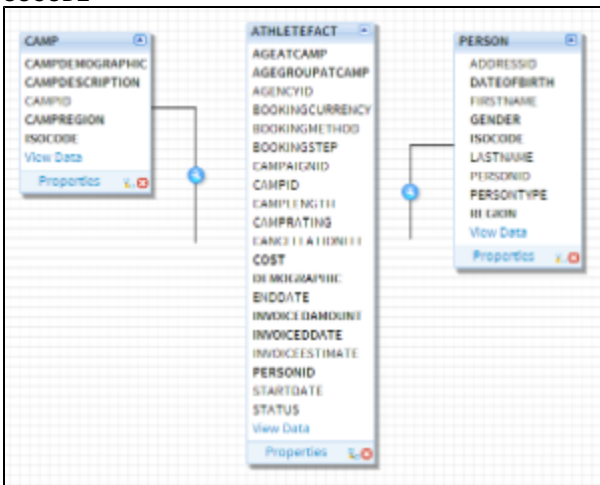 CAMP
CAMPDEMOGRAPHIC
CAMPDESCRIPTION
CAMPID
CAMPREGION
ISOCODE
View Data
Properties
ATHLETEFACT
AGEATCAMP
AGEGROUPATCAMP
AGENCYID
BOOKINGCURRENCY
BOOKINGMETHOD
BOOKINGSTEP
CAMPAIGNID
CAMPID
CAMPLENGTH
CAMPRATING
COST
DEMOGRAPHIC
ENDDATE
INVOICEDAMOUNT
INVOICEDDATE
INVOICEESTIMATE
PERSONID
STARTDATE
STATUS
View Data
Properties
PERSON
ADDRESSID
DATEOFBIRTH
FIRSTNAME
GENDER
ISOCODE
LASTNAME
PERSONID
PERSONTYPE
REGION
View Data
Properties